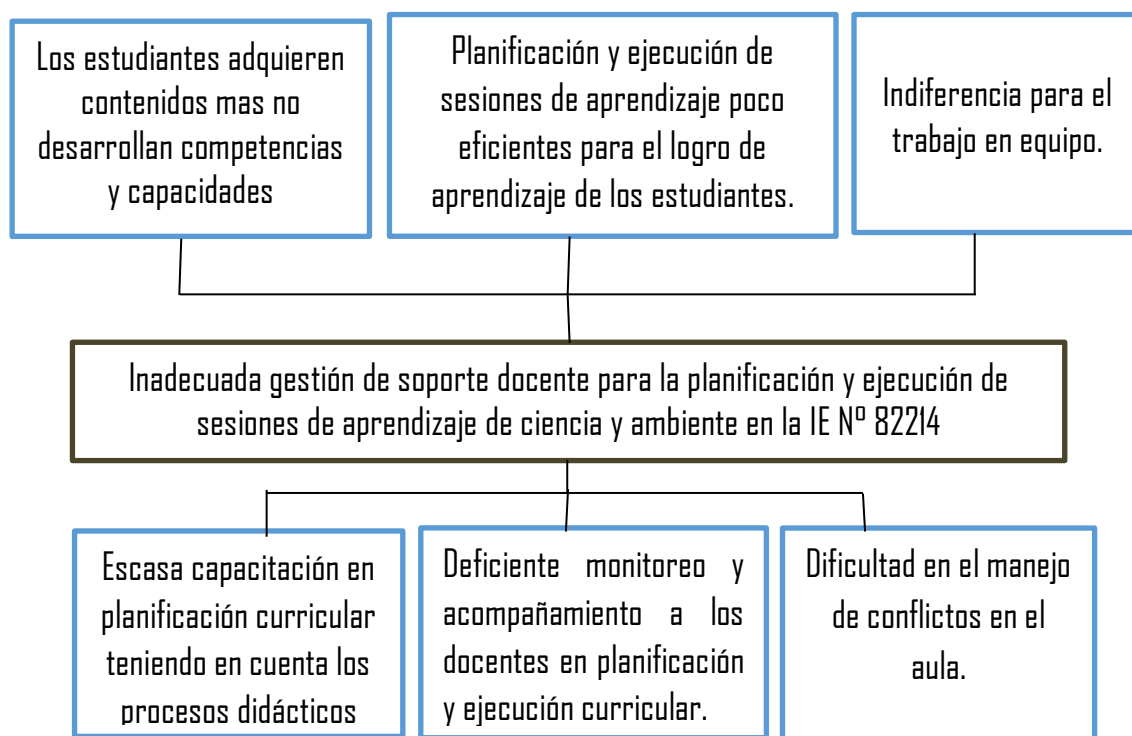 Los estudiantes adquieren
contenidos mas no
desarrollan competencias
y capacidades
Planificación y ejecución de
sesiones de aprendizaje poco
eficientes para el logro de
aprendizaje de los estudiantes.
Indiferencia para el
trabajo en equipo.
Inadecuada gestión de soporte docente para la planificación y ejecución de
sesiones de aprendizaje de ciencia y ambiente en la IE Nº 82214
Escasa capacitación en
planificación curricular
teniendo en cuenta los
procesos didácticos
Deficiente monitoreo y
acompañamiento a los
docentes en planificación
y ejecución curricular.
Dificultad en el manejo
de conflictos en el
aula.